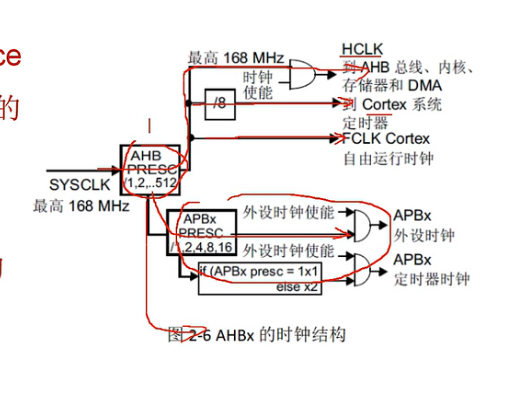 ce
的
最高 168 MHz
时钟
使能
HCLK
到 AHB 总线、内核、
存储器和 DMA
/8
到 Cortex 系统
定时器
FCLK Cortex
自由运行时钟
AHB
PRESC
/1,2,..512
SYSCLK
最高 168 MHz
APBx
PRESC
/1,2,4,8,16
外设时钟使能
APBx
外设时钟
外设时钟使能
if (APBx presc = 1x1
else x2
APBx
定时器时钟
图 2-6 AHBx 的时钟结构